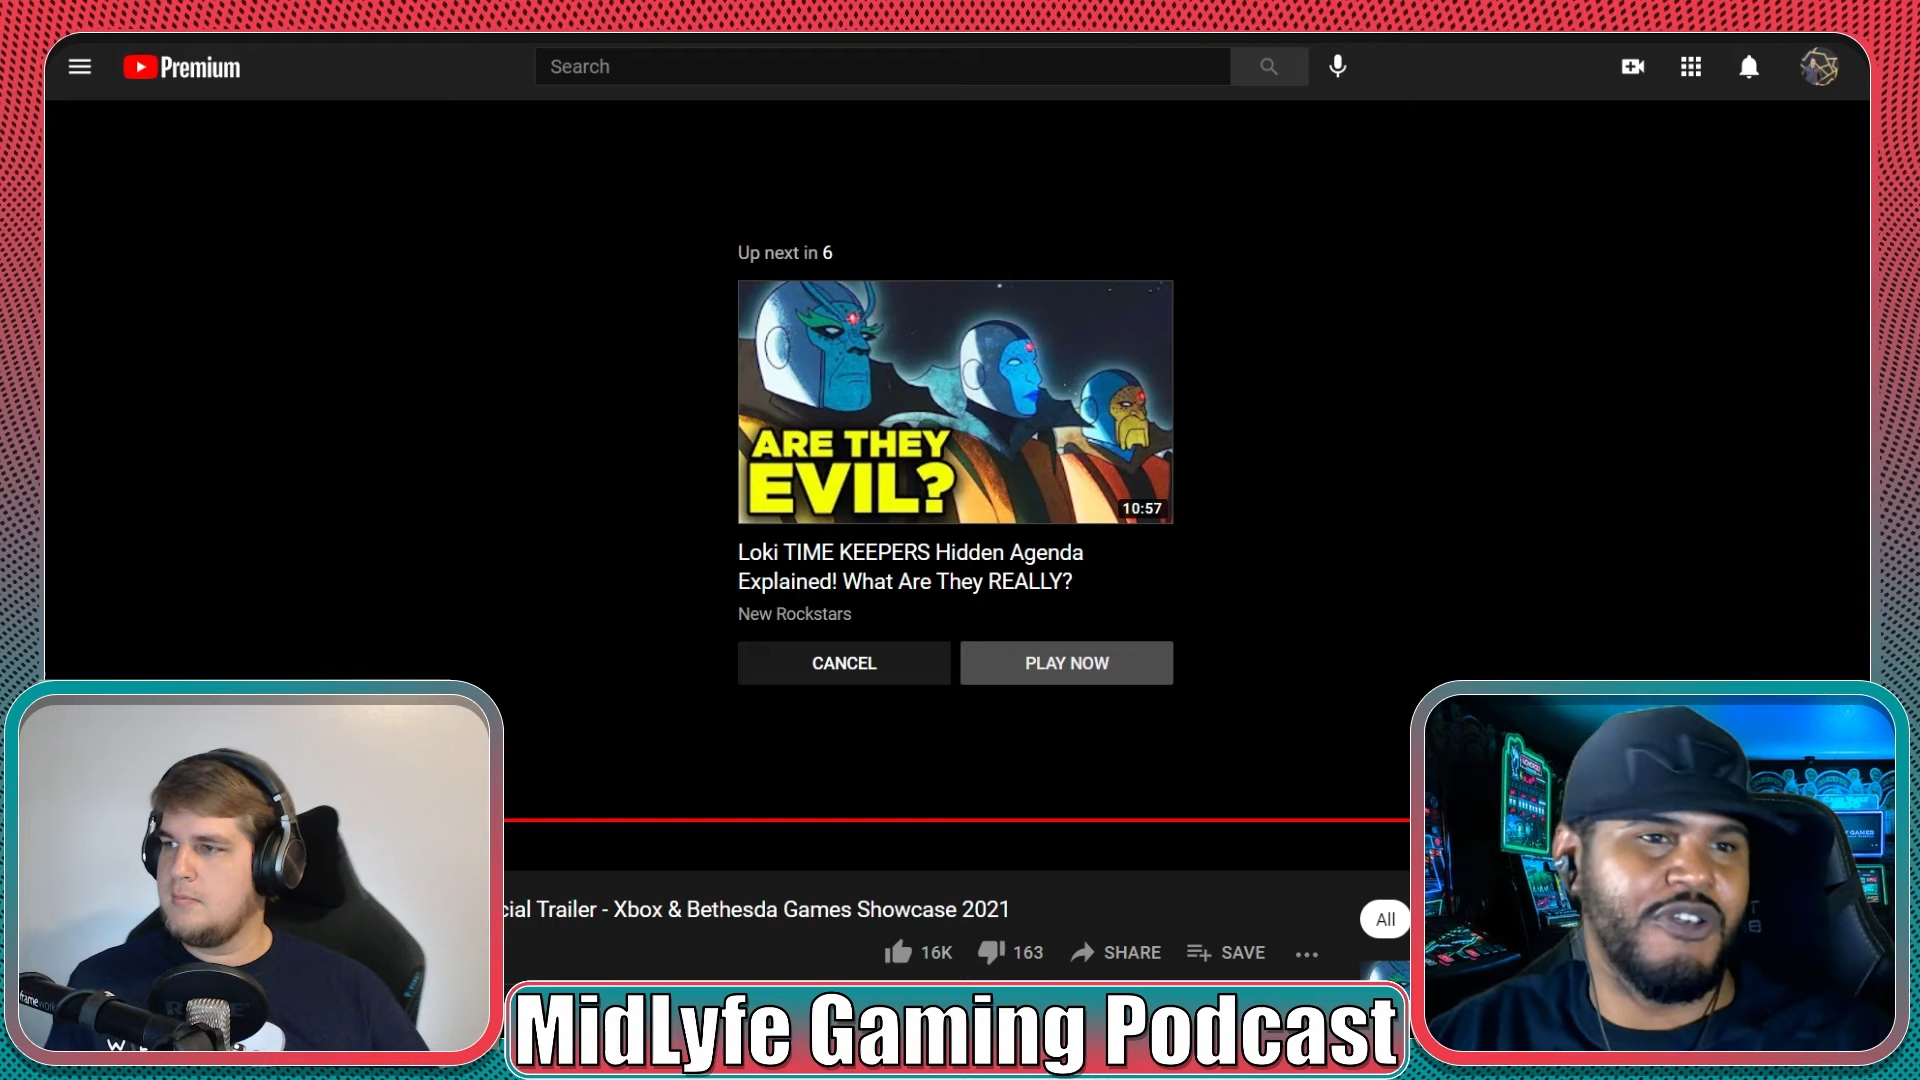 Premium
Search
Up next in 6
ARE THEY
EVIL?
10:57
Loki TIME KEEPERS Hidden Agenda
Explained! What Are They REALLY?
New Rockstars
CANCEL
PLAY NOW
cial Trailer - Xbox & Bethesda Games Showcase 2021
All
16K
163
SHARE
SAVE
MidLyfe Gaming Podcast